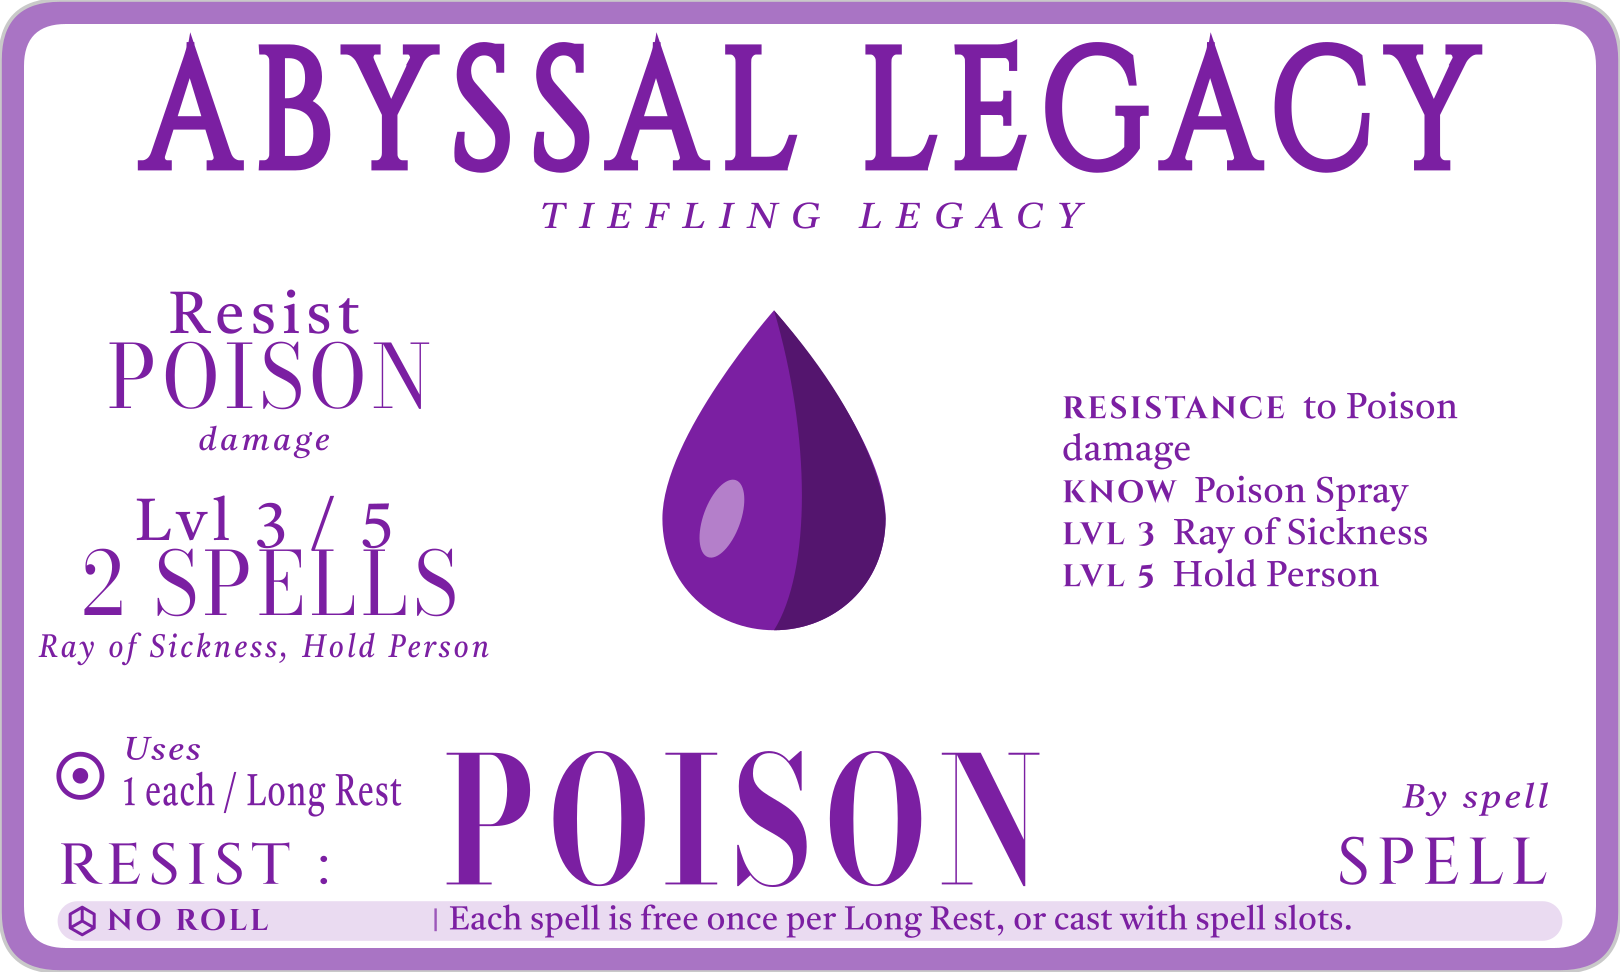 ABYSSAL LEGACY
TIEFLING LEGACY
Resist
POISON
damage
Lvl 3 / 5
2 SPELLS
Ray of Sickness, Hold Person
RESISTANCE to Poison
damage
KNOW Poison Spray
LVL 3 Ray of Sickness
LVL 5 Hold Person
Uses
1 each / Long Rest
RESIST :
POISON
By spell
SPELL
NO ROLL
| Each spell is free once per Long Rest, or cast with spell slots.